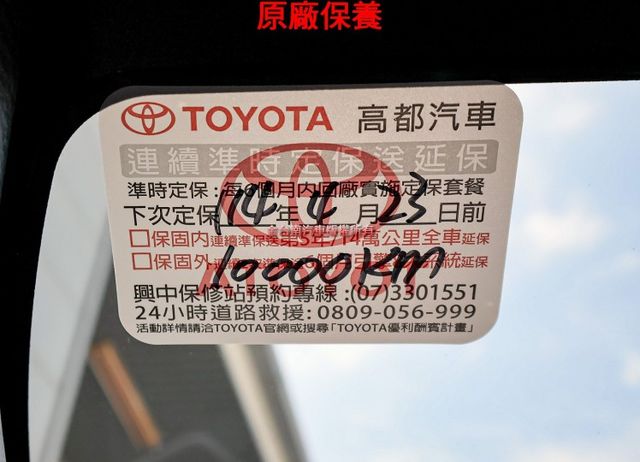 原廠保養
TOYOTA 高都汽車
連續準時定保送延保
準時定保：每6個月內回廠實施定保套餐
下次定保 114 年 4 月 23 日前
□保固內連續準保送第5年/14萬公里全車延保
□保固外
10000 KM
興中保修站預約專線：(07)3301551
24小時道路救援：0809-056-999
活動詳情請洽TOYOTA官網或搜尋「TOYOTA優利酬賓計畫」